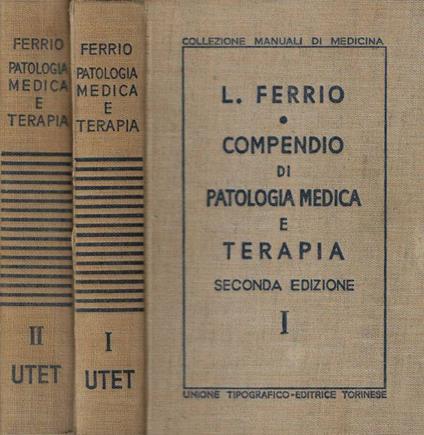 FERRIO
PATOLOGIA
MEDICA
E
TERAPIA
II
UTET
FERRIO
PATOLOGIA
MEDICA
E
TERAPIA
I
UTET
COLLEZIONE MANUALI DI MEDICINA
L. FERRIO
•
COMPENDIO
DI
PATOLOGIA MEDICA
E
TERAPIA
SECONDA EDIZIONE
I
UNIONE TIPOGRAFICO-EDITRICE TORINESE